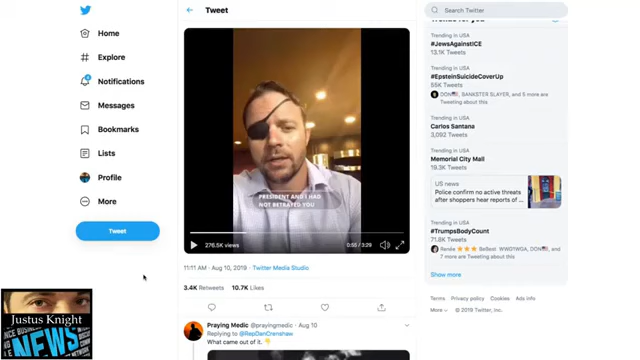 Home
Explore
Notifications
Messages
Bookmarks
Lists
Profile
More
Tweet
Justus Knight
NEWS
Tweet
PRESIDENT AND I HAD
NOT BETRAYED YOU
276.5K views
0:55 / 3:29
11:11 AM · Aug 10, 2019 · Twitter Media Studio
3.4K Retweets 10.7K Likes
Praying Medic @prayingmedic · Aug 10
Replying to @RepDanCrenshaw
What came out of it.
Search Twitter
Trending in USA
#JewsAgainstICE
13.1K Tweets
Trending in USA
#EpsteinSuicideCoverUp
55K Tweets
DON, BANKSTER SLAYER, and 5 more are
Tweeting about this
Trending in USA
Carlos Santana
3,092 Tweets
Trending in USA
Memorial City Mall
19.3K Tweets
US news
Police confirm no active threats
after shoppers hear reports of ...
Trending in USA
#TrumpsBodyCount
71.8K Tweets
7 more are Tweeting about this
Show more
Terms Privacy policy Cookies Ads info
More © 2019 Twitter, Inc.